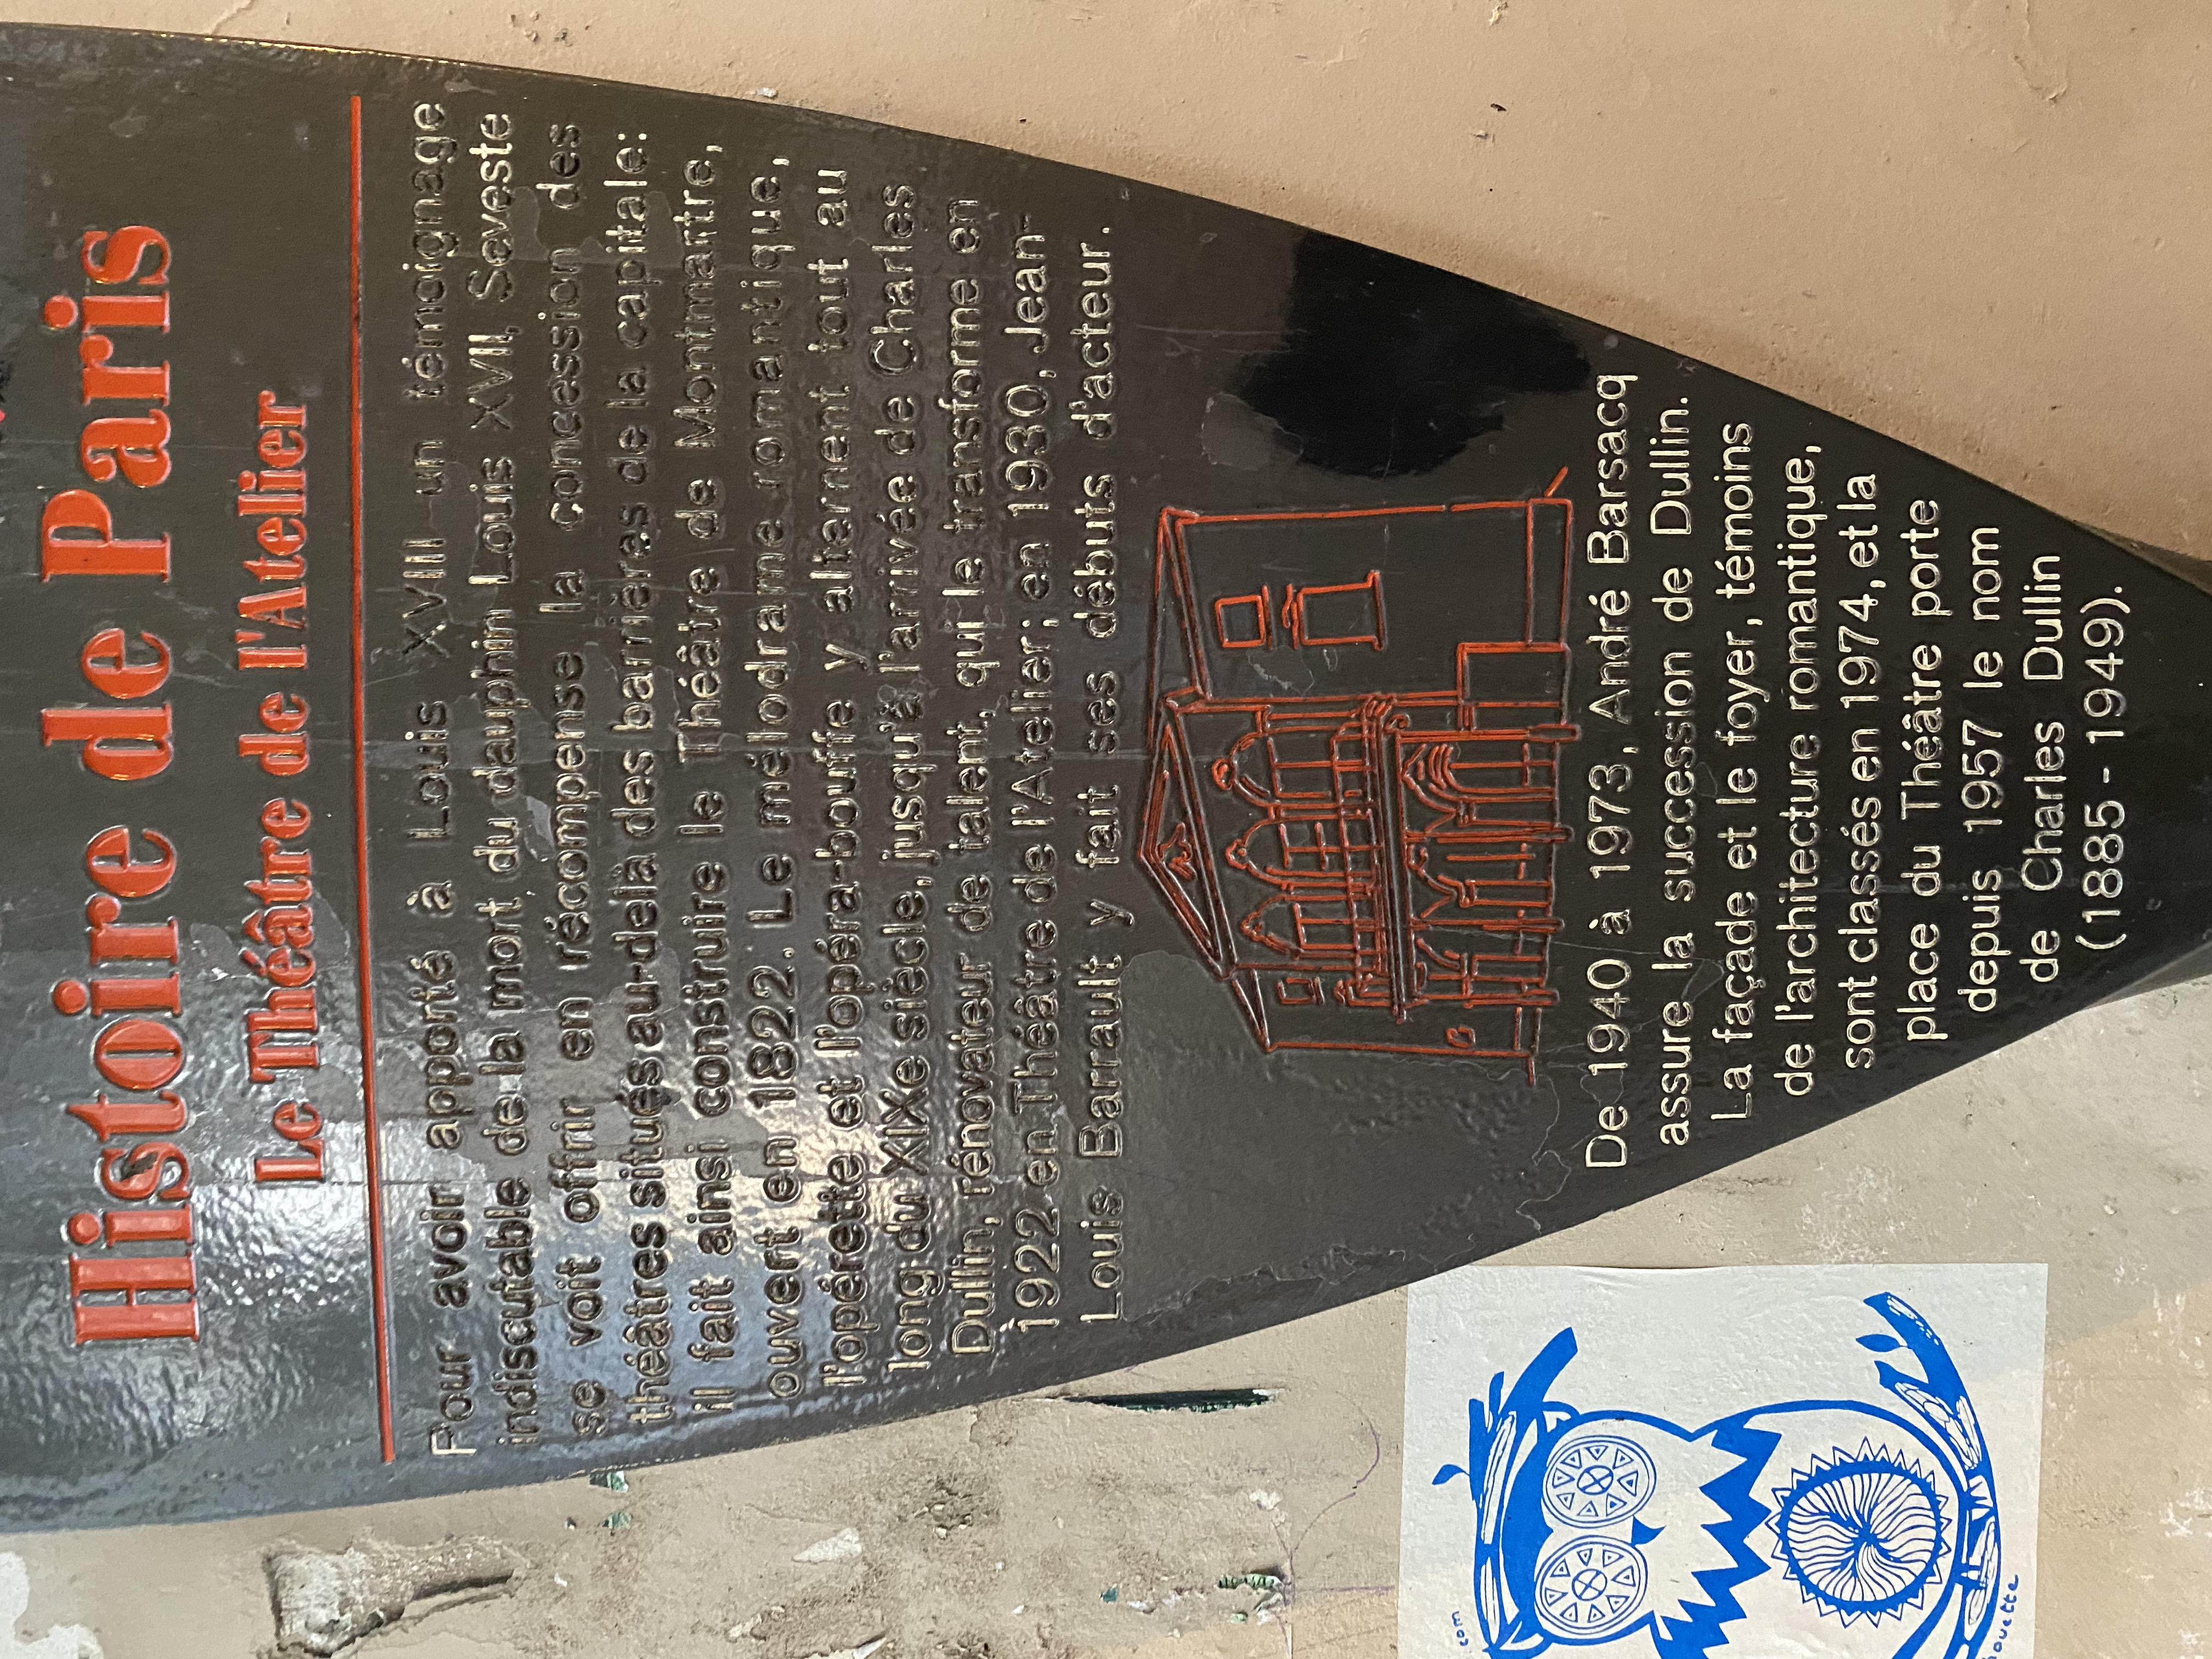 Histoire de Paris
Le Théâtre de l'Atelier
Pour avoir apporté à Louis XVIII un témoignage
indiscutable de la mort du dauphin Louis XVII, Seveste
se voit offrir en récompense la concession des
théâtres situés au-delà des barrières de la capitale:
il fait ainsi construire le Théâtre de Montmartre,
ouvert en 1822. Le mélodrame romantique,
l'opérette et l'opéra-bouffe y alternent tout au
long du XIXe siècle, jusqu'à l'arrivée de Charles
Dullin, rénovateur de talent, qui le transforme en
1922 en Théâtre de l'Atelier; en 1930, Jean-
Louis Barrault y fait ses débuts d'acteur.
De 1940 à 1973, André Barsacq
assure la succession de Dullin.
La façade et le foyer, témoins
de l'architecture romantique,
sont classés en 1974, et la
place du Théâtre porte
depuis 1957 le nom
de Charles Dullin
(1885 - 1949).
.com